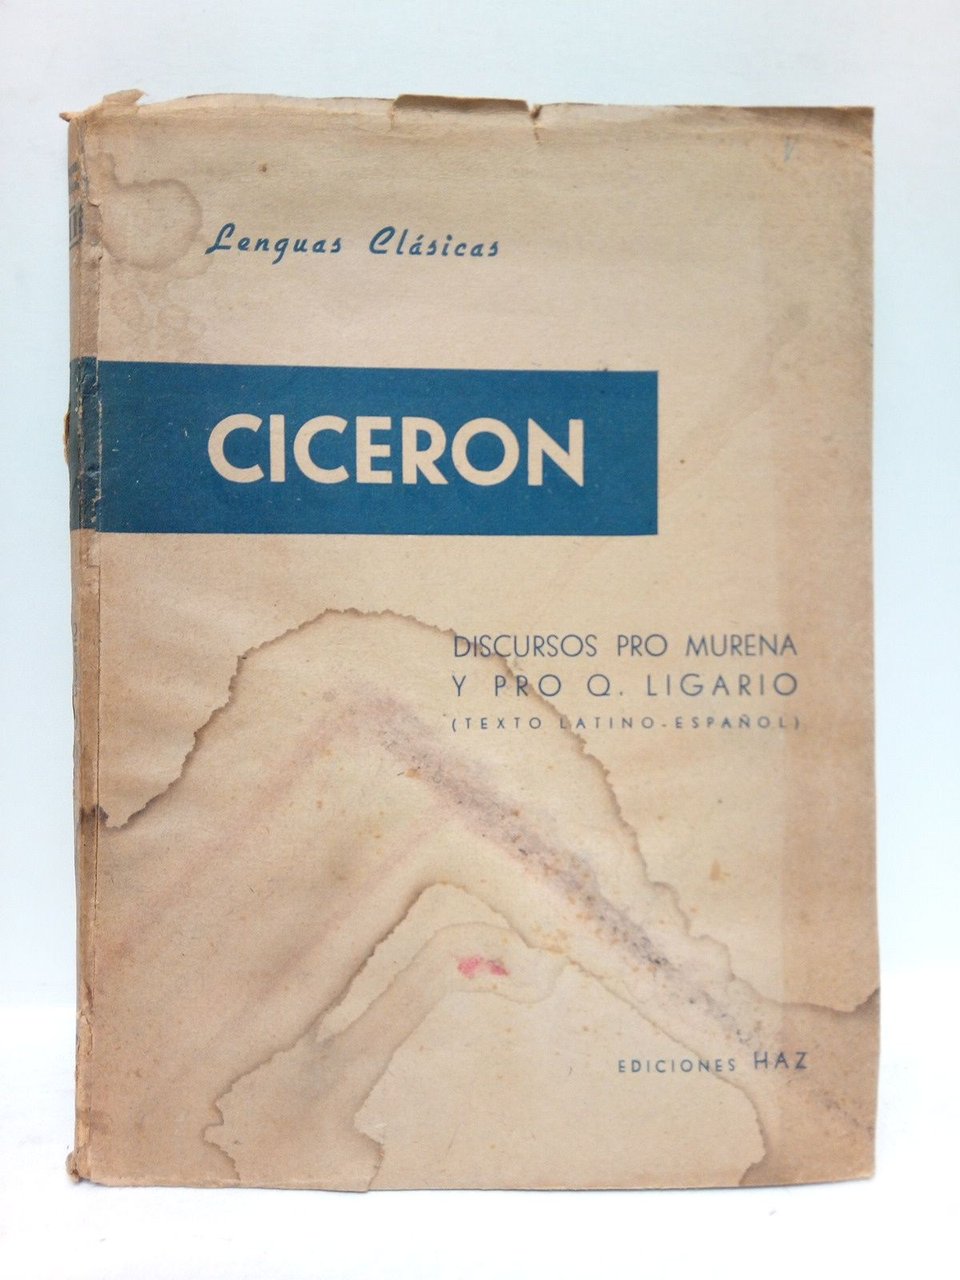 Lenguas Clásicas
CICERON
DISCURSOS PRO MURENA
Y PRO Q. LIGARIO
(TEXTO LATINO-ESPAÑOL)
EDICIONES HAZ